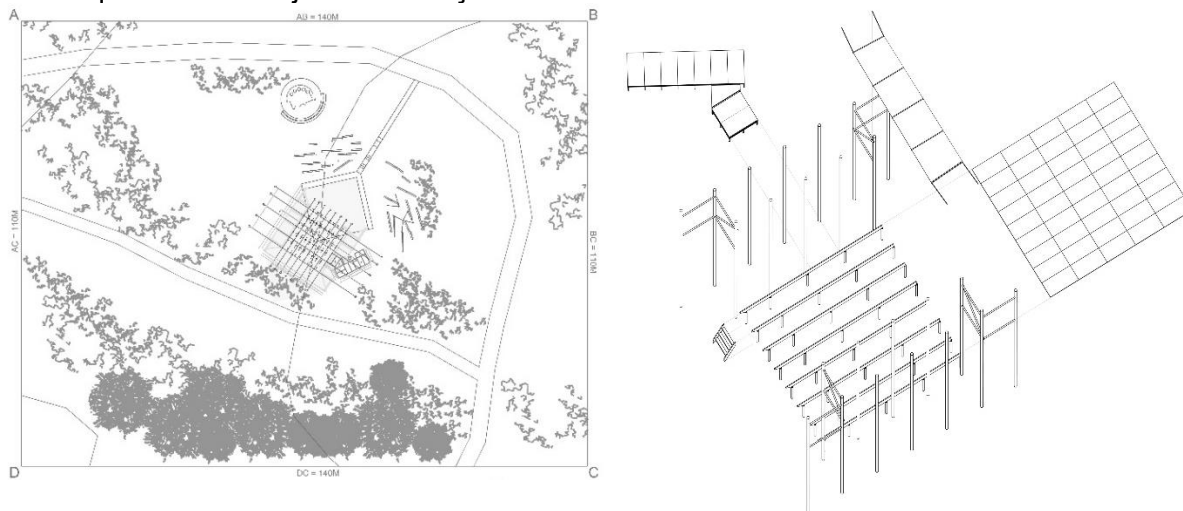 A
AB = 140M
B
AC = 110M
BC = 110M
D
DC = 140M
C